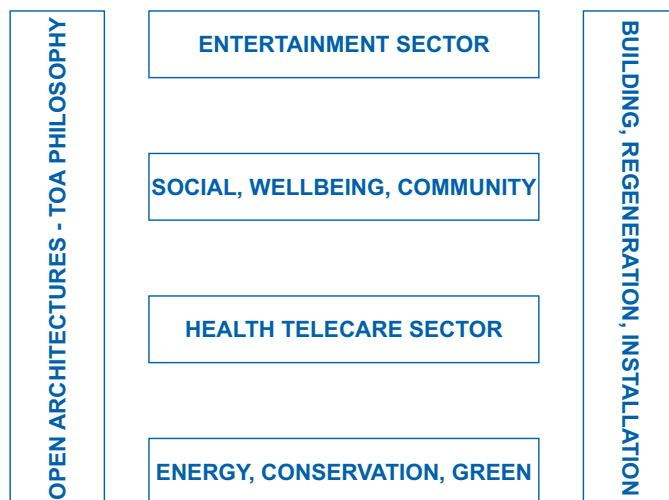 OPEN ARCHITECTURES - TOA PHILOSOPHY
ENTERTAINMENT SECTOR
SOCIAL, WELLBEING, COMMUNITY
HEALTH TELECARE SECTOR
ENERGY, CONSERVATION, GREEN
BUILDING, REGENERATION, INSTALLATION